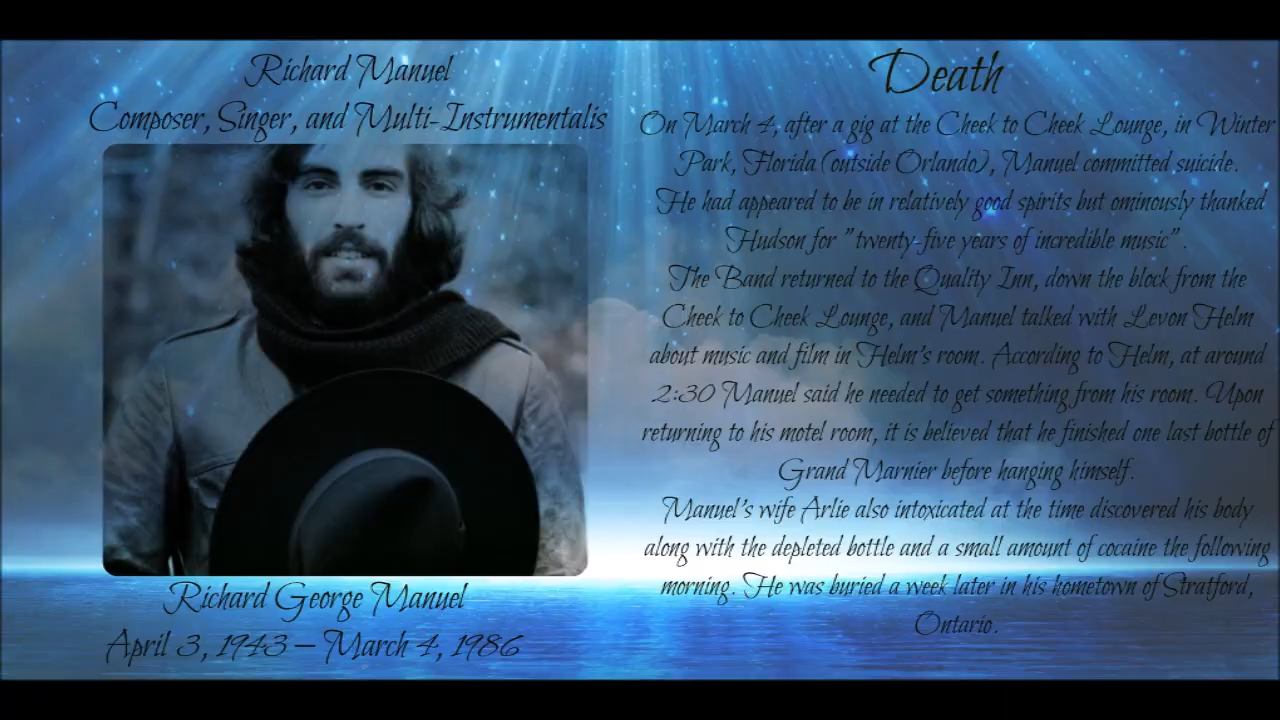 Richard Manuel
Composer, Singer, and Multi-Instrumentalis
Richard George Manuel
April 3, 1943 – March 4, 1986
Death
On March 4, after a gig at the Cheek to Cheek Lounge, in Winter
Park, Florida (outside Orlando), Manuel committed suicide.
He had appeared to be in relatively good spirits but ominously thanked
Hudson for "twenty-five years of incredible music".
The Band returned to the Quality Inn, down the block from the
Cheek to Cheek Lounge, and Manuel talked with Levon Helm
about music and film in Helm's room. According to Helm, at around
2:30 Manuel said he needed to get something from his room. Upon
returning to his motel room, it is believed that he finished one last bottle of
Grand Marnier before hanging himself.
Manuel's wife Arlie also intoxicated at the time discovered his body
along with the depleted bottle and a small amount of cocaine the following
morning. He was buried a week later in his hometown of Stratford,
Ontario.